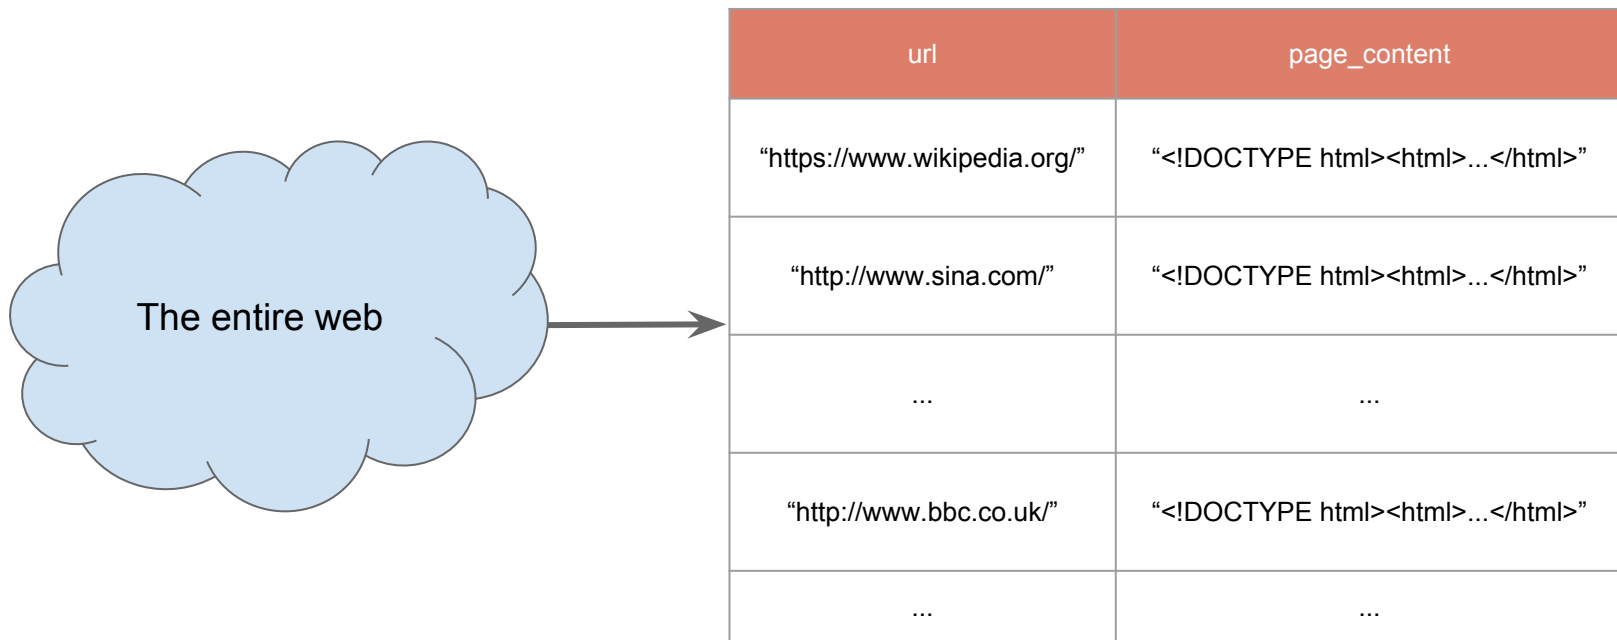 The entire web
url page_content
“https://www.wikipedia.org/” “<!DOCTYPE html><html>...</html>”
“http://www.sina.com/” “<!DOCTYPE html><html>...</html>”
... ...
“http://www.bbc.co.uk/” “<!DOCTYPE html><html>...</html>”
... ...